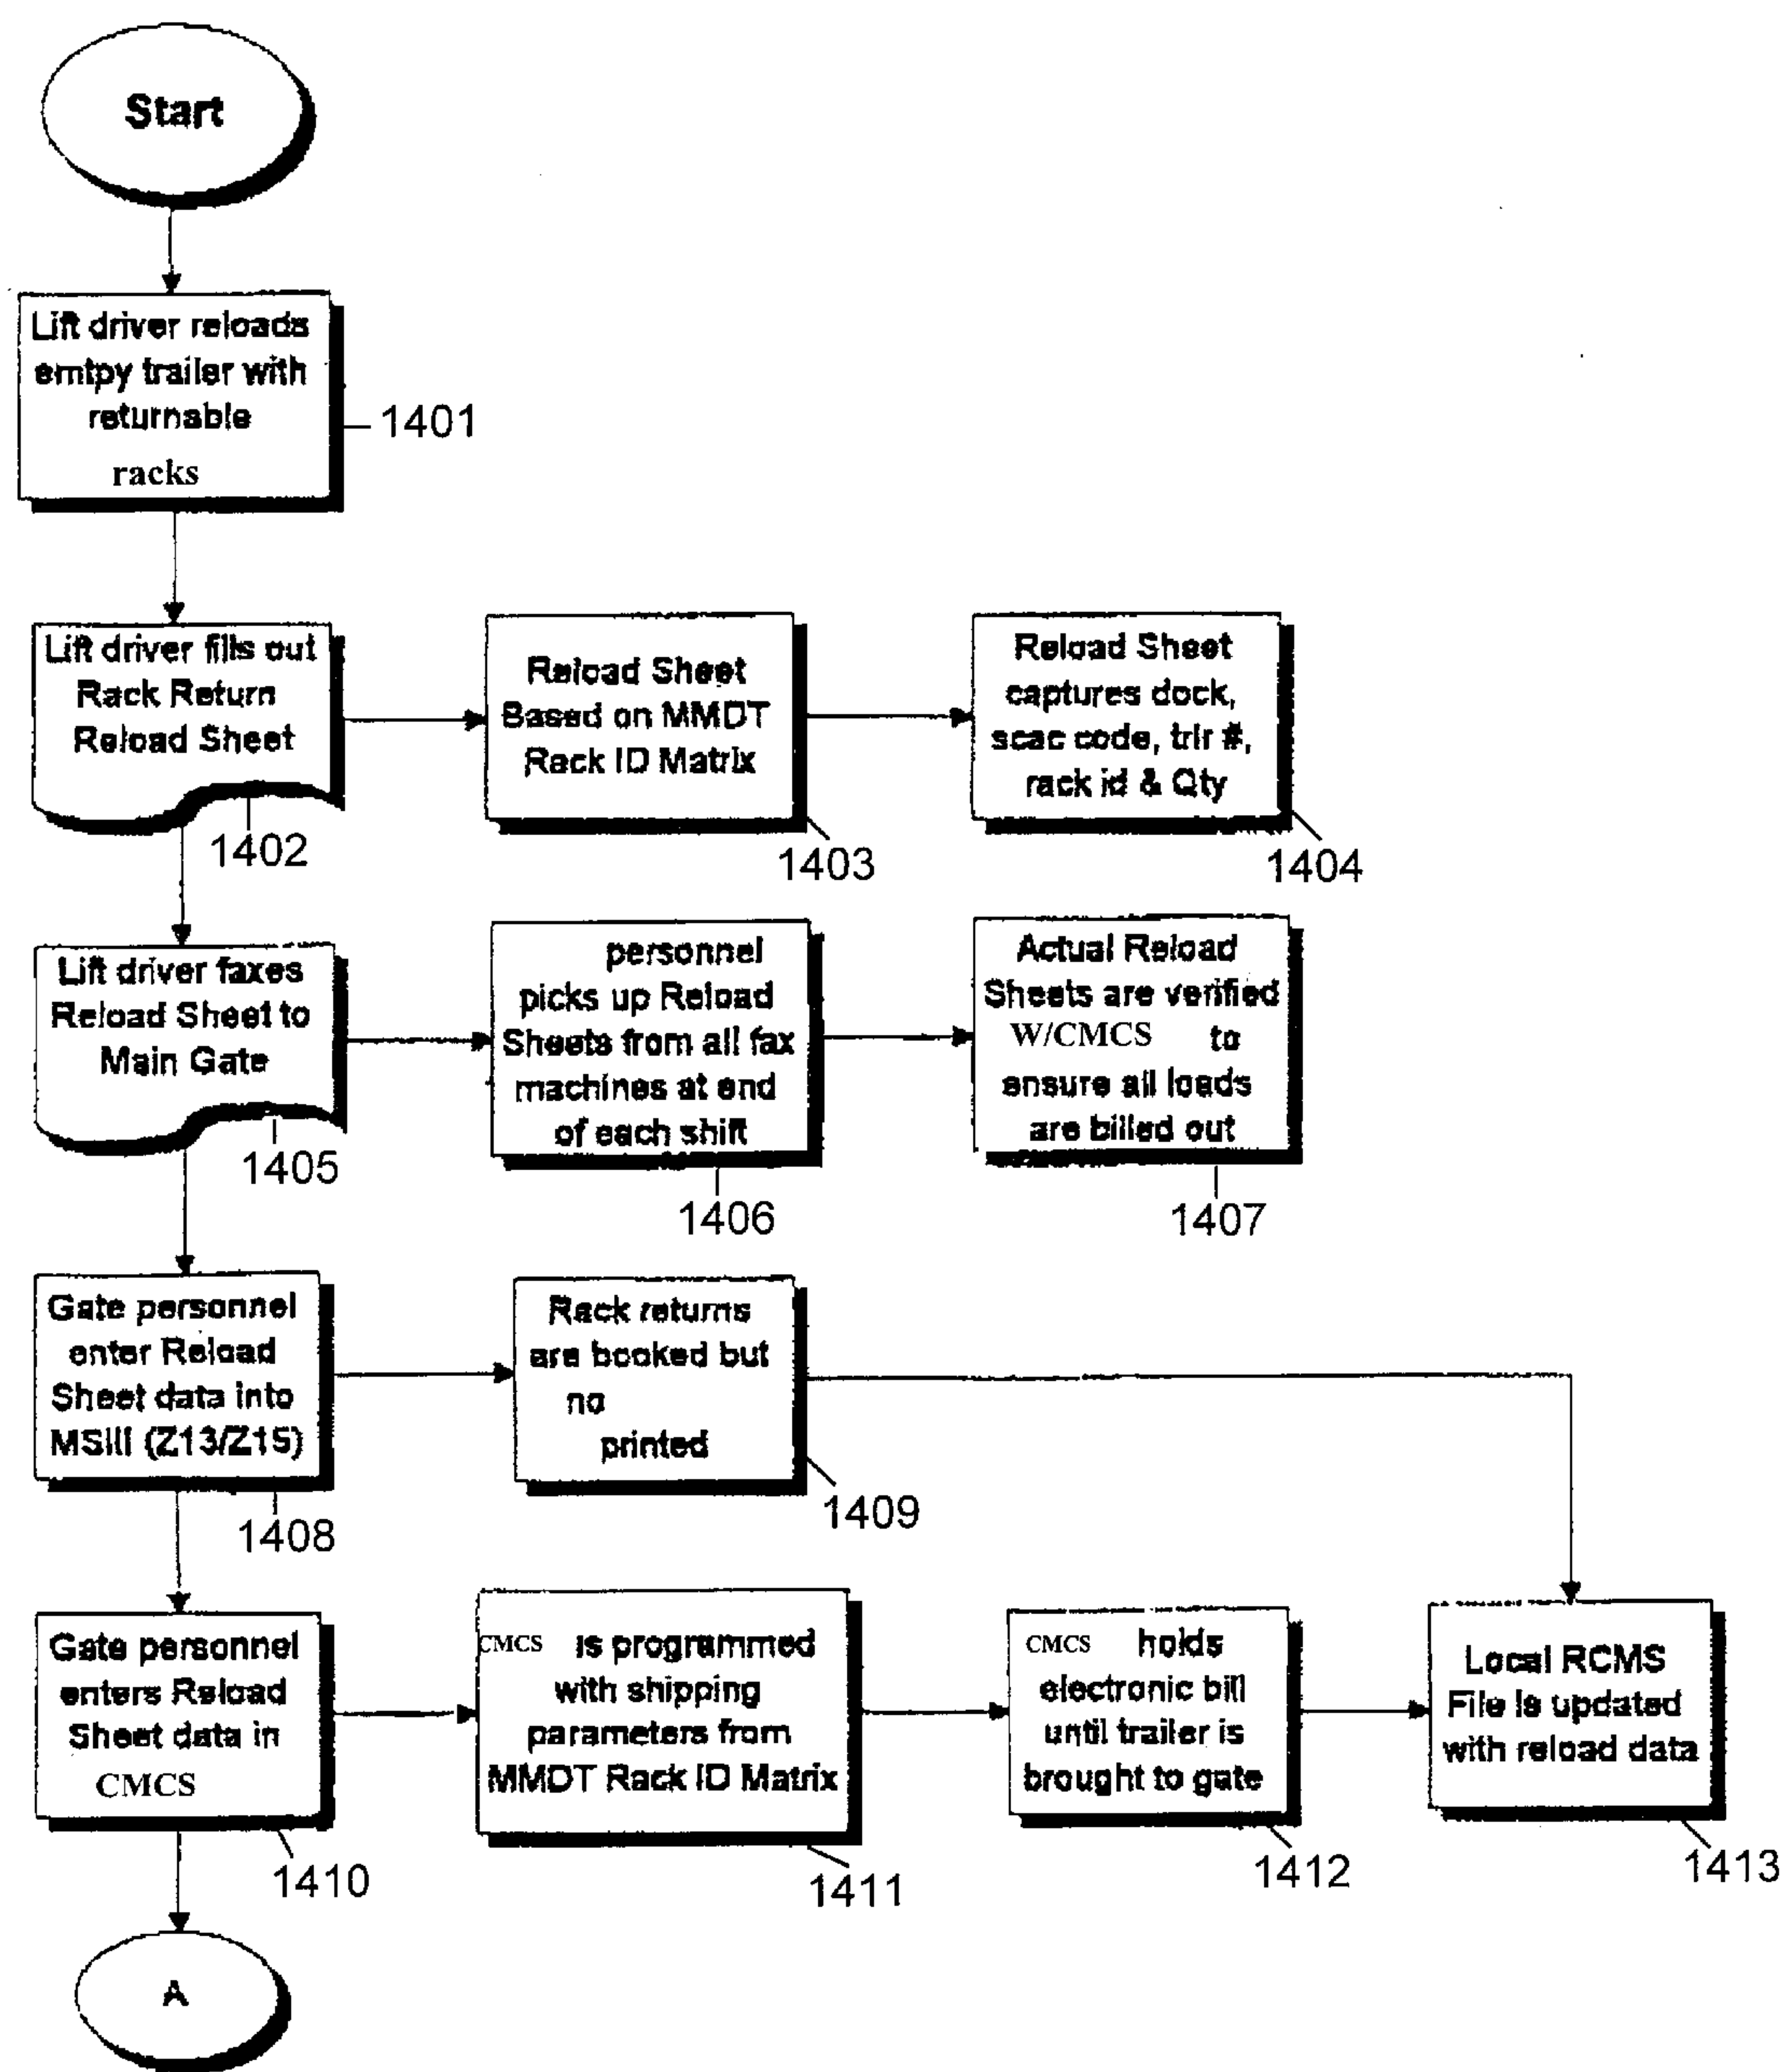 Start
Lift driver reloads
emtpy trailer with
returnable
racks
1401
Lift driver fills out
Rack Return
Reload Sheet
1402
Reload Sheet
Based on MMDT
Rack ID Matrix
1403
Reload Sheet
captures dock,
scac code, trlr #,
rack id & Qty
1404
Lift driver faxes
Reload Sheet to
Main Gate
1405
personnel
picks up Reload
Sheets from all fax
machines at end
of each shift
1406
Actual Reload
Sheets are verified
W/CMCS to
ensure all loads
are billed out
1407
Gate personnel
enter Reload
Sheet data into
MSIII (Z13/Z15)
1408
Rack returns
are booked but
no
printed
1409
Gate personnel
enters Reload
Sheet data in
CMCS
1410
CMCS is programmed
with shipping
parameters from
MMDT Rack ID Matrix
1411
CMCS holds
electronic bill
until trailer is
brought to gate
1412
Local RCMS
File is updated
with reload data
1413
A